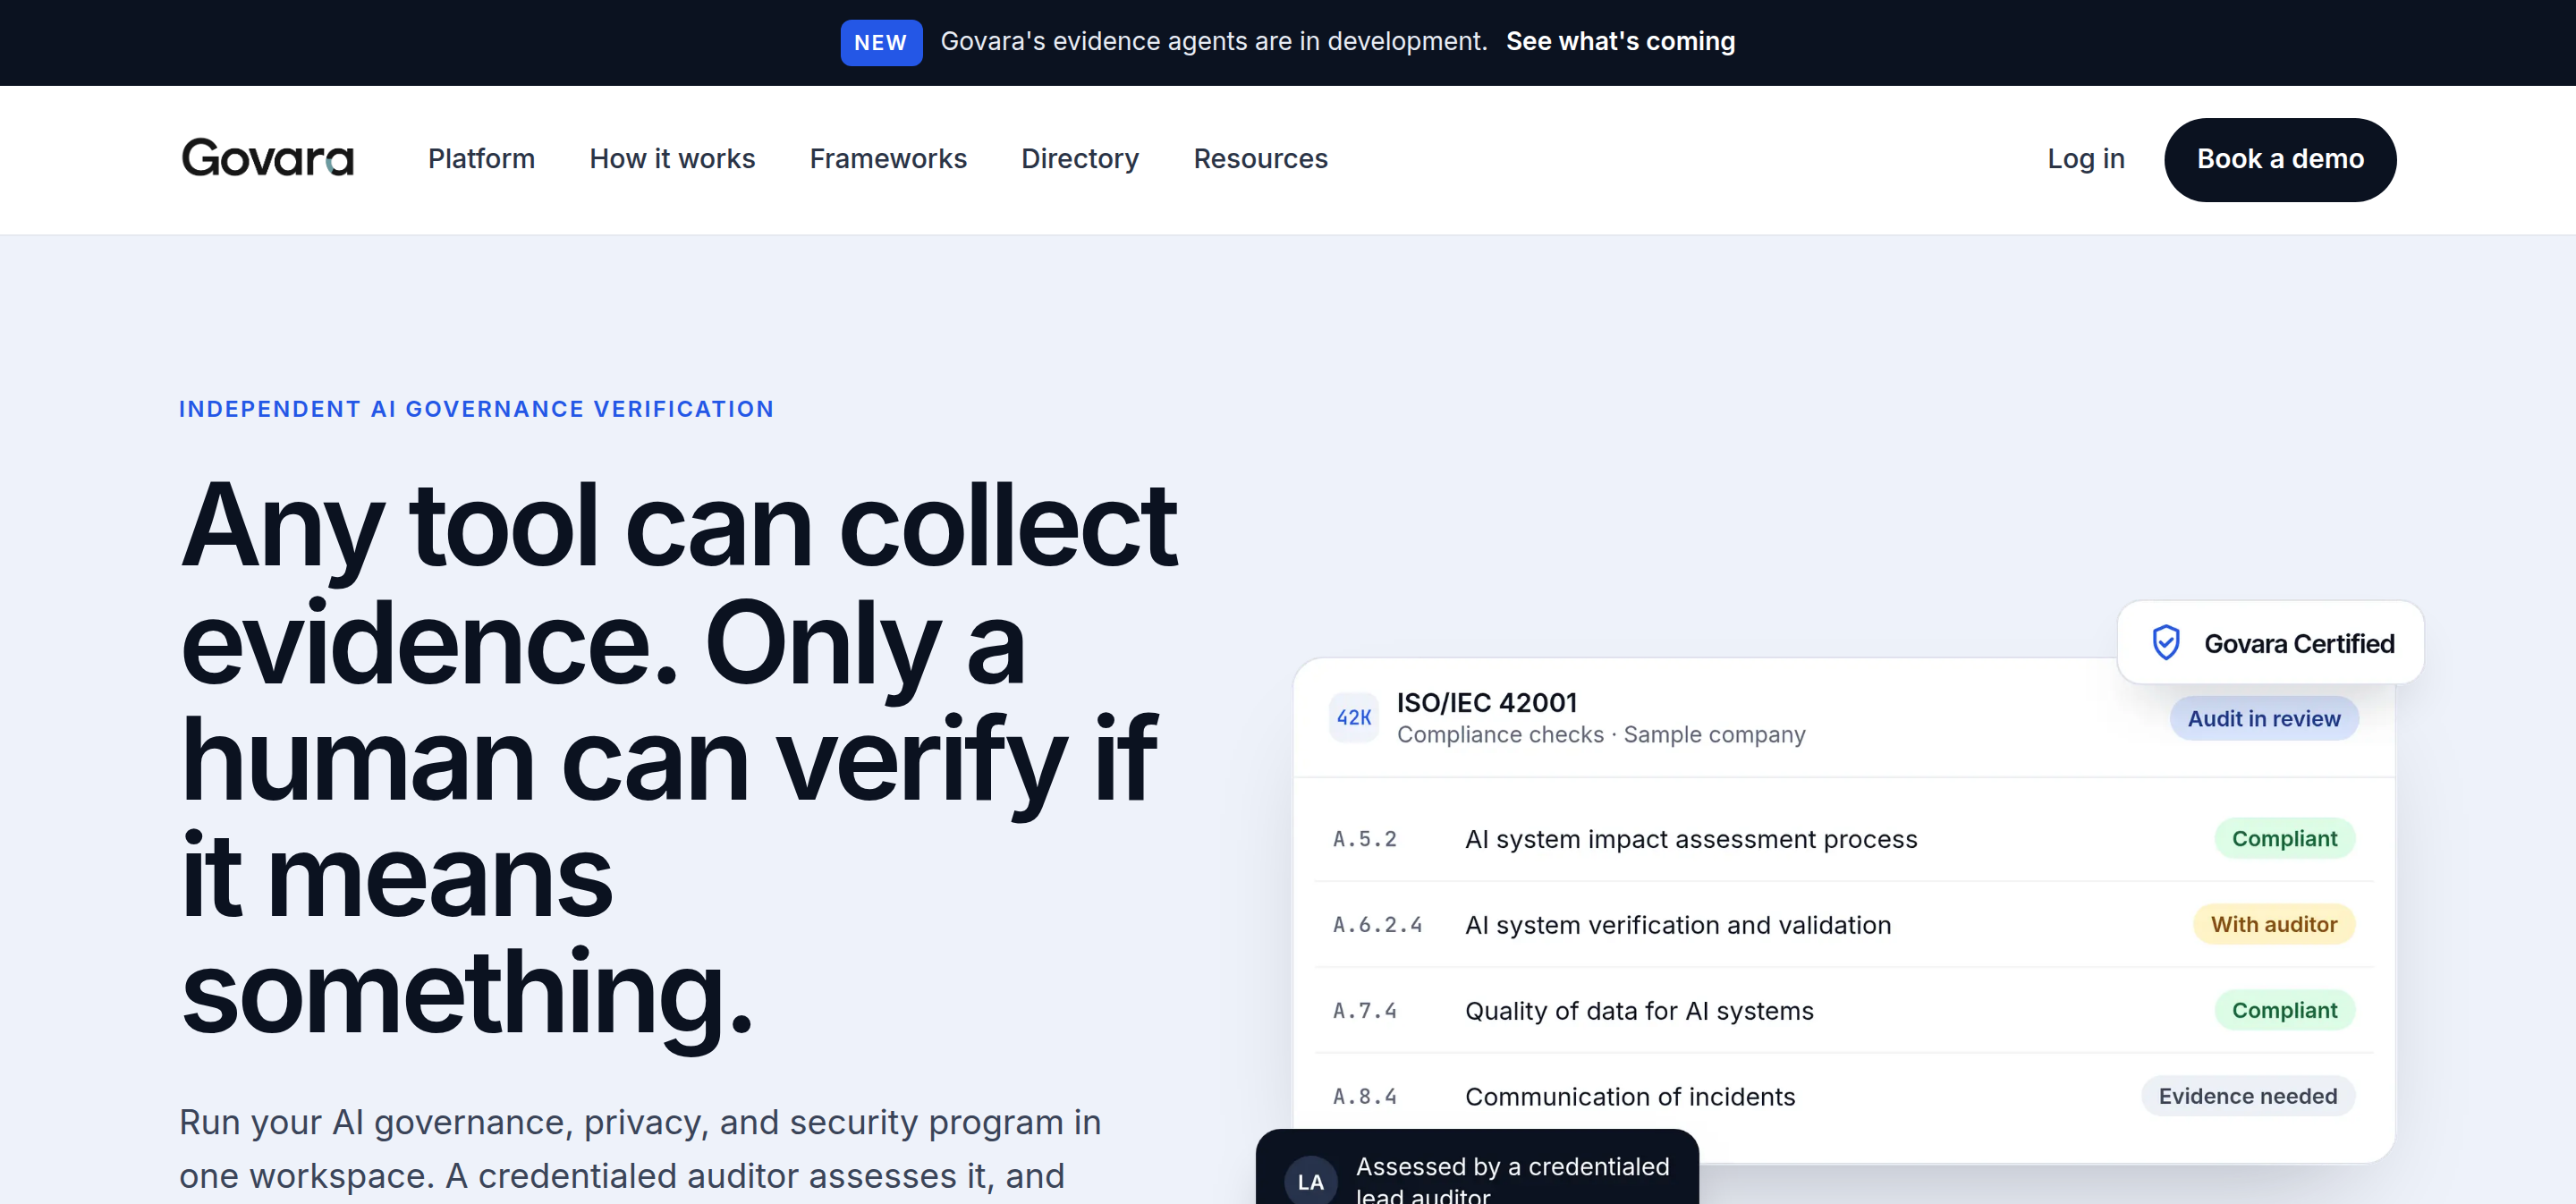 NEW Govara's evidence agents are in development. See what's coming
Govara Platform How it works Frameworks Directory Resources Log in Book a demo
INDEPENDENT AI GOVERNANCE VERIFICATION
Any tool can collect
evidence. Only a
human can verify if
it means
something.
Run your AI governance, privacy, and security program in
one workspace. A credentialed auditor assesses it, and
Govara Certified
42K ISO/IEC 42001
Compliance checks · Sample company
Audit in review
A.5.2 AI system impact assessment process Compliant
A.6.2.4 AI system verification and validation With auditor
A.7.4 Quality of data for AI systems Compliant
A.8.4 Communication of incidents Evidence needed
LA Assessed by a credentialed
lead auditor